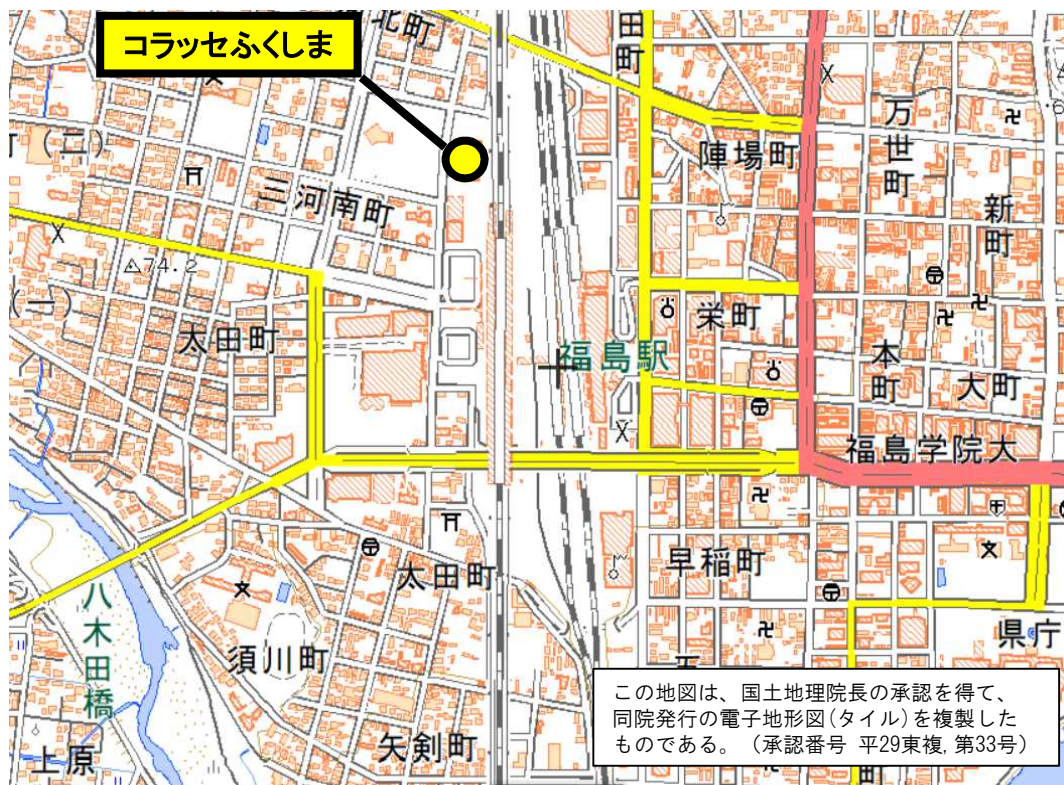 コラッセふくしま
北町
田町
万世町
陣場町
新町
三河南町
74.2
太田町
栄町
福島駅
本町
大町
福島学院大
太田町
早稲町
八木田橋
須川町
県庁
矢剣町
上原
町
この地図は、国土地理院長の承認を得て、
同院発行の電子地形図(タイル)を複製した
ものである。(承認番号 平29東複,第33号)